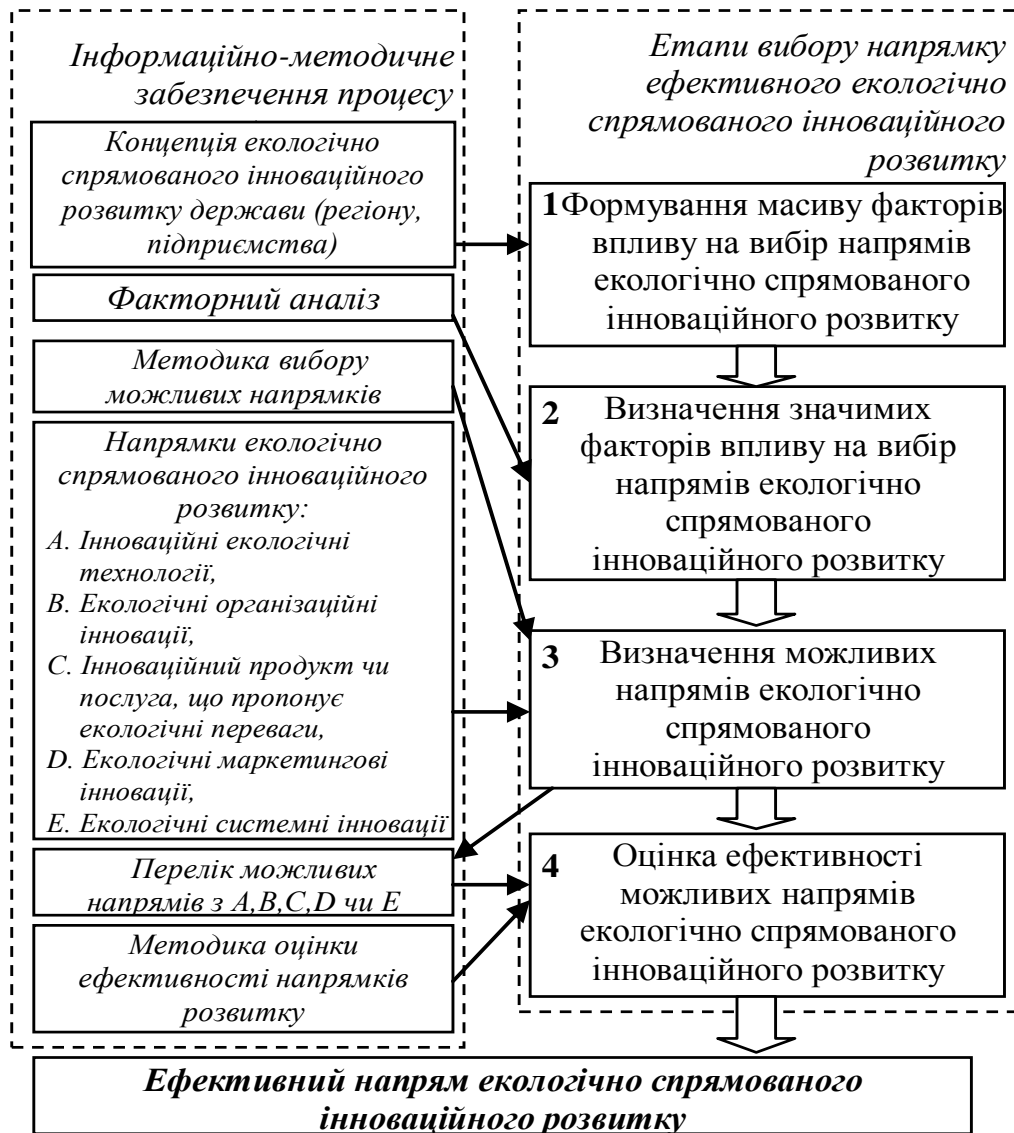 Інформаційно-методичне
забезпечення процесу
Концепція екологічно
спрямованого інноваційного
розвитку держави (регіону,
підприємства)
Факторний аналіз
Методика вибору
можливих напрямків
Напрямки екологічно
спрямованого інноваційного
розвитку:
A. Інноваційні екологічні
технології,
B. Екологічні організаційні
інновації,
C. Інноваційний продукт чи
послуга, що пропонує
екологічні переваги,
D. Екологічні маркетингові
інновації,
E. Екологічні системні інновації
Перелік можливих
напрямів з A,B,C,D чи E
Методика оцінки
ефективності напрямків
розвитку
Етапи вибору напрямку
ефективного екологічно
спрямованого інноваційного
розвитку
1 Формування масиву факторів
впливу на вибір напрямів
екологічно спрямованого
інноваційного розвитку
2 Визначення значимих
факторів впливу на вибір
напрямів екологічно
спрямованого
інноваційного розвитку
3 Визначення можливих
напрямів екологічно
спрямованого
інноваційного розвитку
4 Оцінка ефективності
можливих напрямів
екологічно спрямованого
інноваційного розвитку
Ефективний напрям екологічно спрямованого
інноваційного розвитку